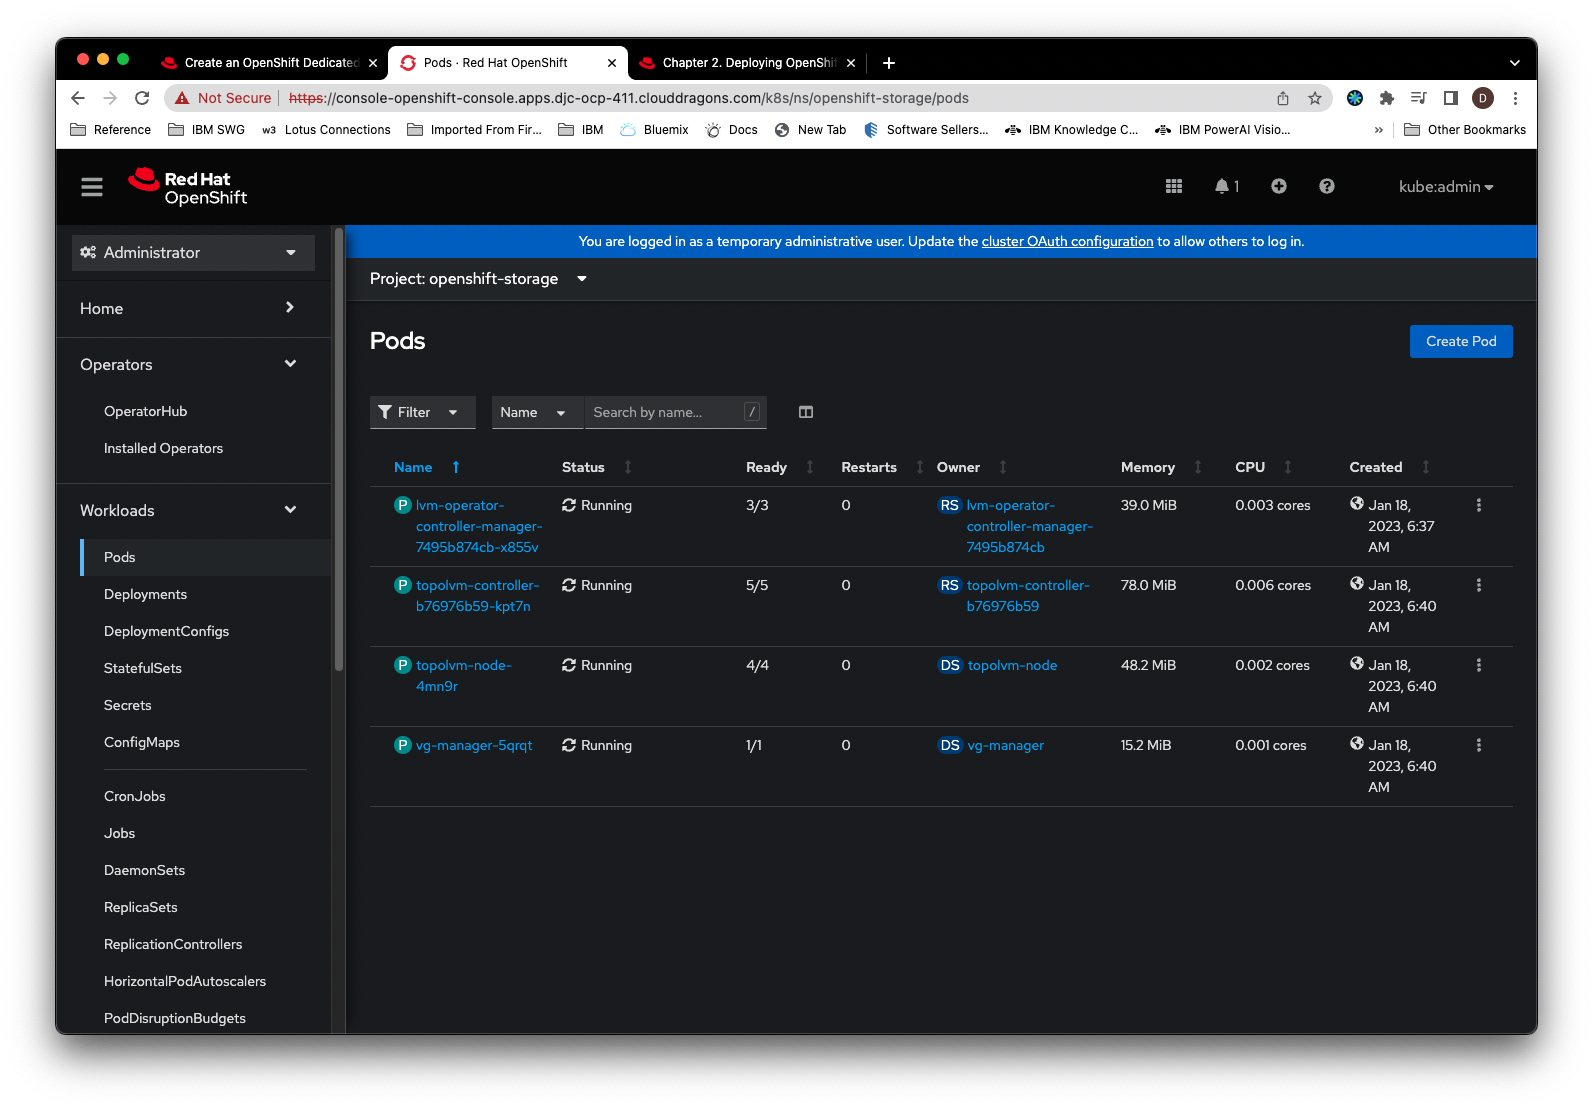 Create an OpenShift Dedicated
Pods · Red Hat OpenShift
Chapter 2. Deploying OpenShif
Not Secure
https://console-openshift-console.apps.djc-ocp-411.clouddragons.com/k8s/ns/openshift-storage/pods
D
Reference
IBM SWG
w3 Lotus Connections
Imported From Fir...
IBM
Bluemix
Docs
New Tab
Software Sellers...
IBM Knowledge C...
IBM PowerAI Visio...
»
Other Bookmarks
Red Hat
OpenShift
1
kube:admin
Administrator
You are logged in as a temporary administrative user. Update the cluster OAuth configuration to allow others to log in.
Project: openshift-storage
Home
Operators
OperatorHub
Installed Operators
Workloads
Pods
Deployments
DeploymentConfigs
StatefulSets
Secrets
ConfigMaps
CronJobs
Jobs
DaemonSets
ReplicaSets
ReplicationControllers
HorizontalPodAutoscalers
PodDisruptionBudgets
Pods
Create Pod
Filter
Name
Search by name...
/
Name Status Ready Restarts Owner Memory CPU Created
P lvm-operator- Running 3/3 0 RS lvm-operator- 39.0 MiB 0.003 cores Jan 18,
controller-manager- controller-manager- 2023, 6:37
7495b874cb-x855v 7495b874cb AM
P topolvm-controller- Running 5/5 0 RS topolvm-controller- 78.0 MiB 0.006 cores Jan 18,
b76976b59-kpt7n b76976b59 2023, 6:40
AM
P topolvm-node- Running 4/4 0 DS topolvm-node 48.2 MiB 0.002 cores Jan 18,
4mn9r 2023, 6:40
AM
P vg-manager-5qrqt Running 1/1 0 DS vg-manager 15.2 MiB 0.001 cores Jan 18,
2023, 6:40
AM